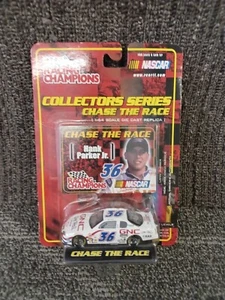 RACING
CHAMPIONS
NASCAR
COLLECTORS SERIES
CHASE THE RACE
1:64 SCALE DIE CAST REPLICA
CHASE THE RACE
Hank
Parker Jr.
36
RACING
CHAMPIONS
NASCAR
36
GNC
36
CHASE THE RACE